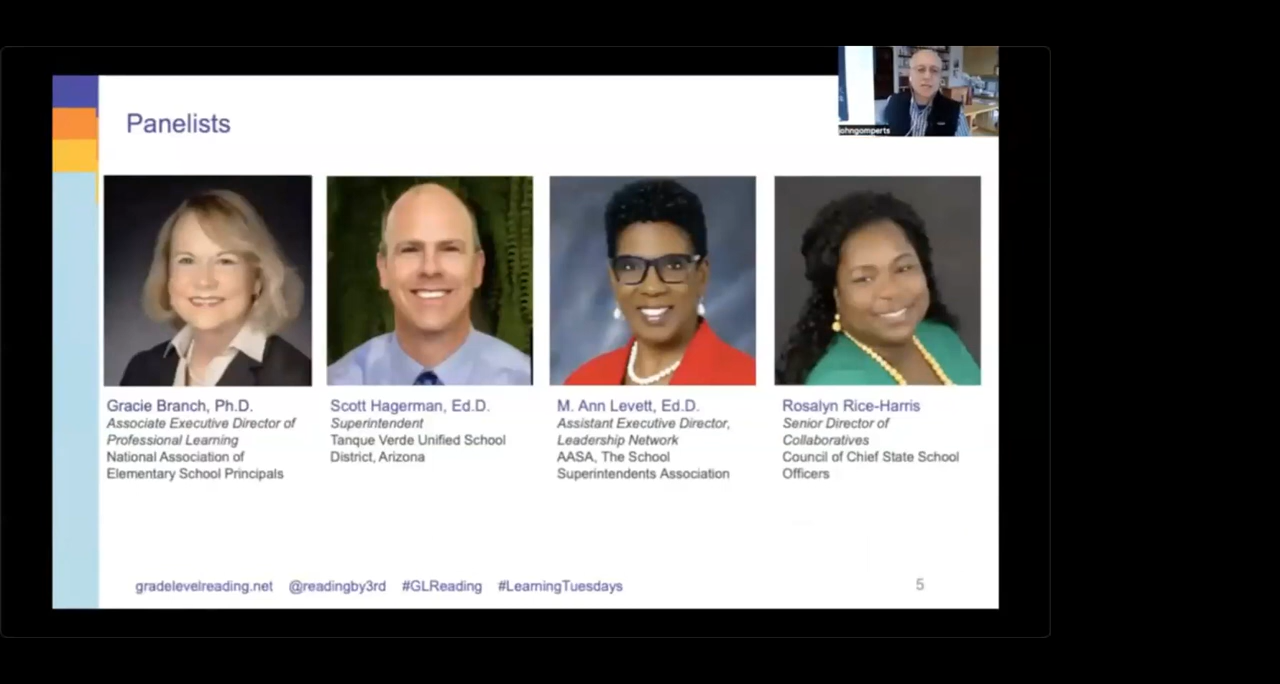 Panelists
johngomperts
Gracie Branch, Ph.D.
Associate Executive Director of
Professional Learning
National Association of
Elementary School Principals
Scott Hagerman, Ed.D.
Superintendent
Tanque Verde Unified School
District, Arizona
M. Ann Levett, Ed.D.
Assistant Executive Director,
Leadership Network
AASA, The School
Superintendents Association
Rosalyn Rice-Harris
Senior Director of
Collaboratives
Council of Chief State School
Officers
gradelevelreading.net @readingby3rd #GLReading #LearningTuesdays
5